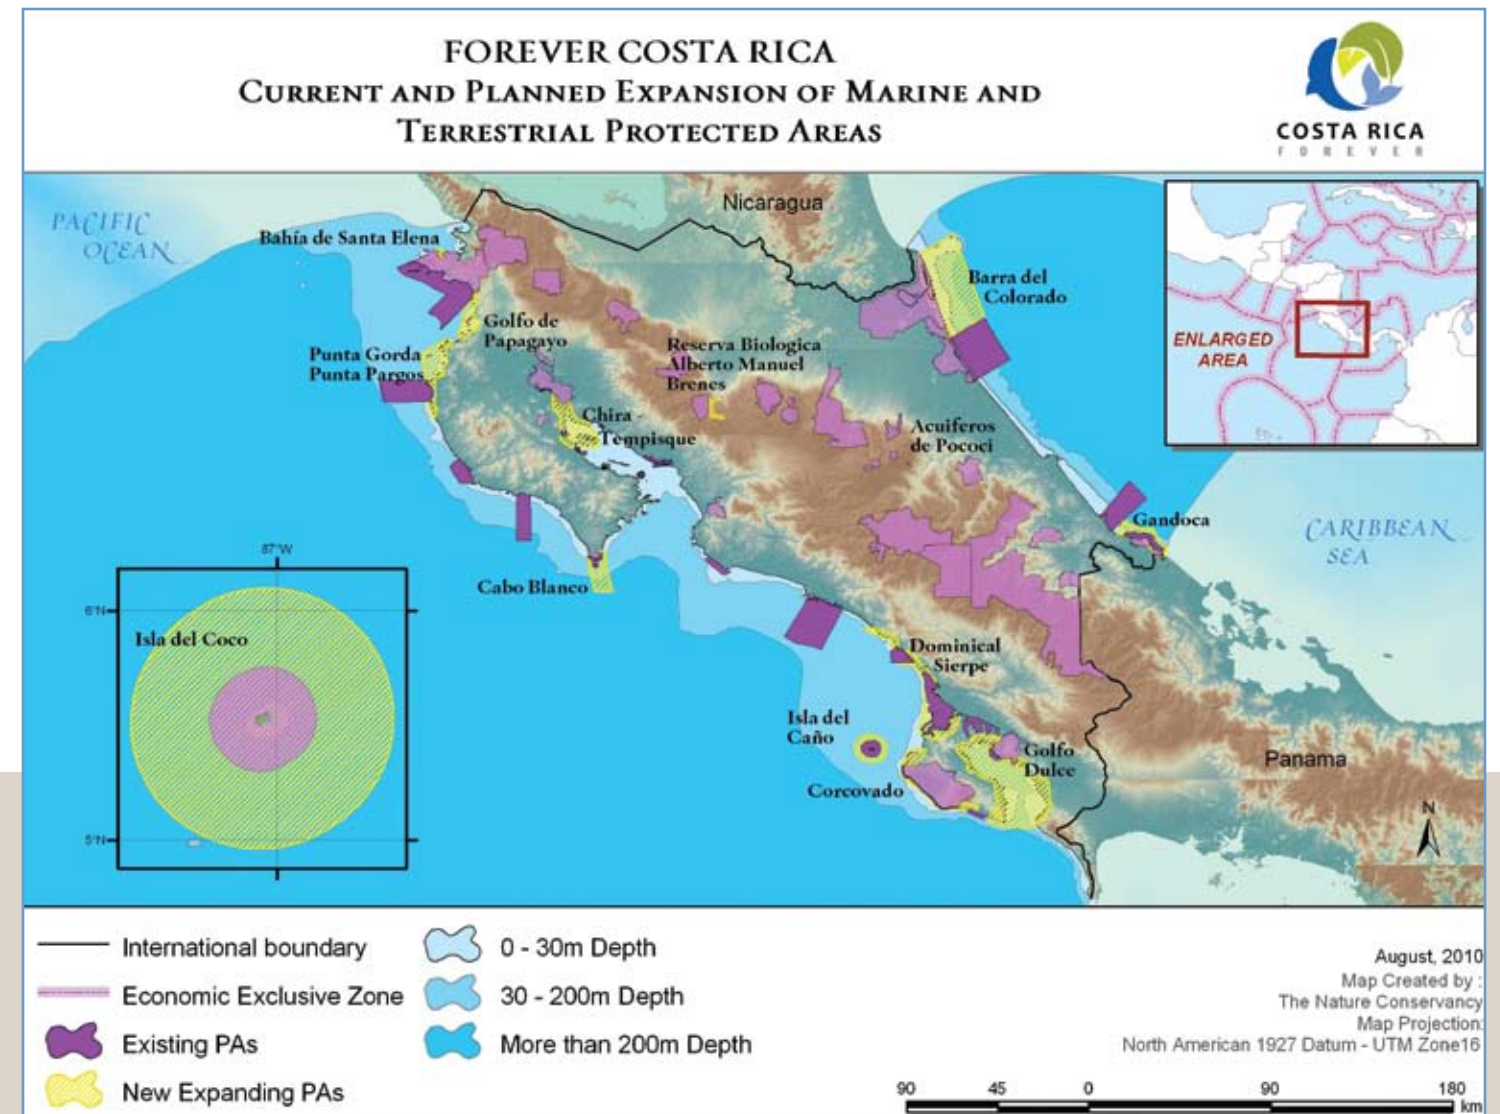 FOREVER COSTA RICA
CURRENT AND PLANNED EXPANSION OF MARINE AND
TERRESTRIAL PROTECTED AREAS
COSTA RICA
FOREVER
PACIFIC
OCEAN
Nicaragua
Bahía de Santa Elena
Barra del
Colorado
ENLARGED
AREA
Golfo de
Papagayo
Punta Gorda
Punta Pargos
Reserva Biologica
Alberto Manuel
Brenes
Chira -
Tempisque
Acuiferos
de Pococi
Gandoca
CARIBBEAN
SEA
Cabo Blanco
87°W
6°N
Isla del Coco
5°N
Dominical
Sierpe
Isla del
Caño
Golfo
Dulce
Corcovado
Panama
N
International boundary
Economic Exclusive Zone
Existing PAs
New Expanding PAs
0 - 30m Depth
30 - 200m Depth
More than 200m Depth
August, 2010
Map Created by :
The Nature Conservancy
Map Projection:
North American 1927 Datum - UTM Zone16
90 45 0 90 180
km